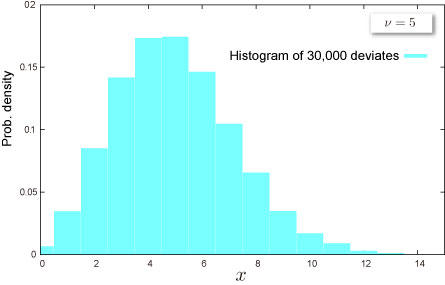 0.2
ν = 5
Histogram of 30,000 deviates
0.15
Prob. density
0.1
0.05
0
0 2 4 6 8 10 12 14
x